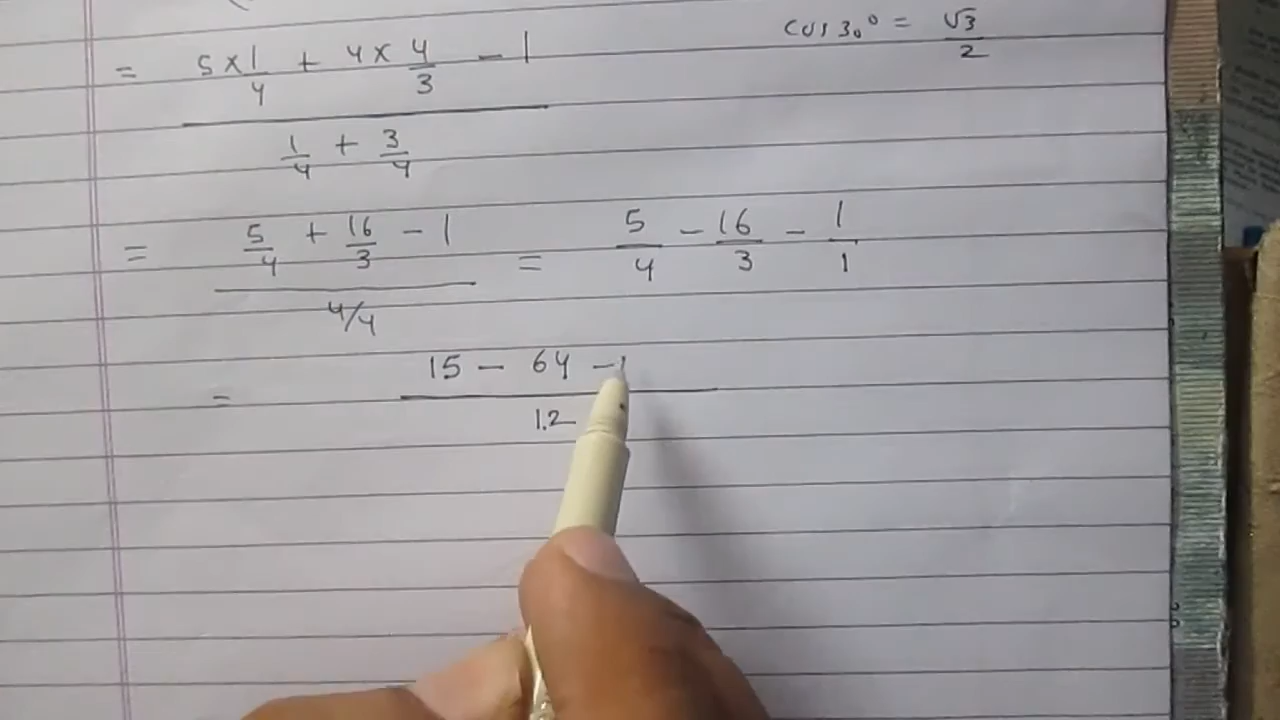 cos 30° = √3/2
= (5 × 1/4 + 4 × 4/3 - 1) / (1/4 + 3/4)
= (5/4 + 16/3 - 1) / (4/4) = 5/4 - 16/3 - 1/1
= (15 - 64 - 1) / 12